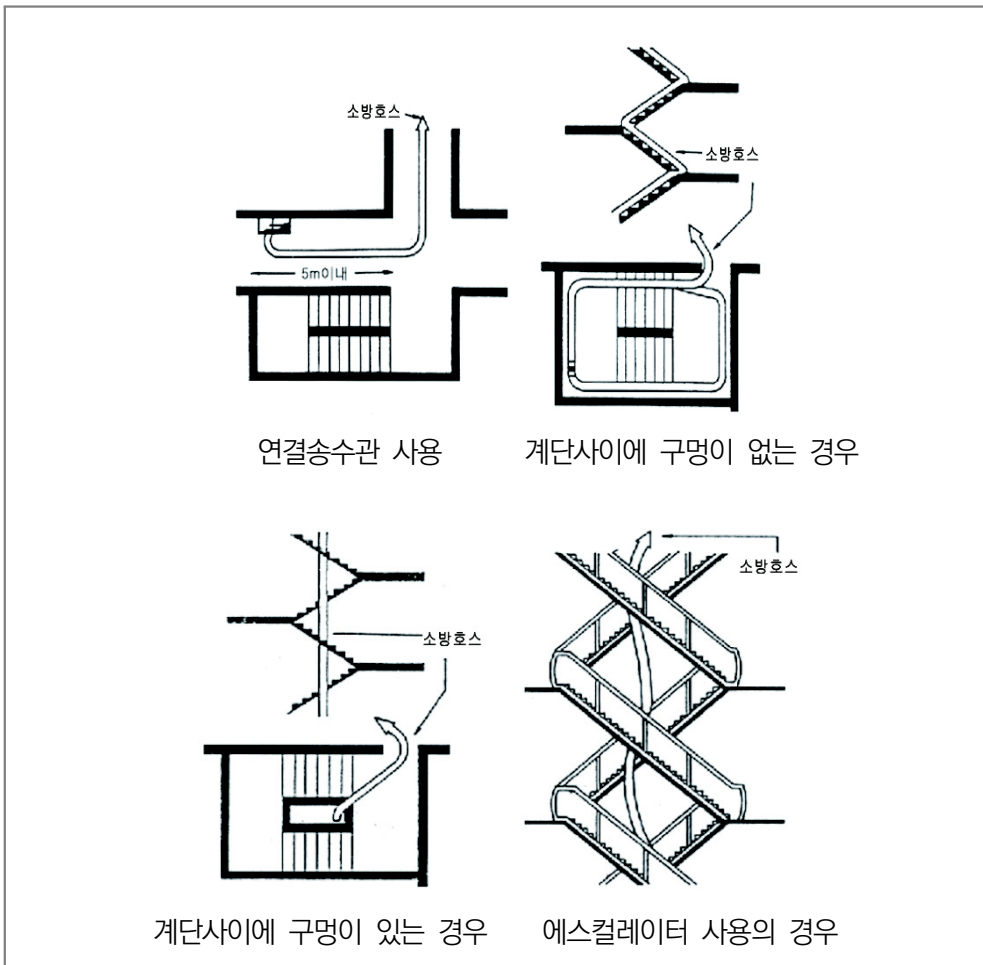 소방호스
5m이내
연결송수관 사용
소방호스
계단사이에 구멍이 없는 경우
소방호스
계단사이에 구멍이 있는 경우
소방호스
에스컬레이터 사용의 경우